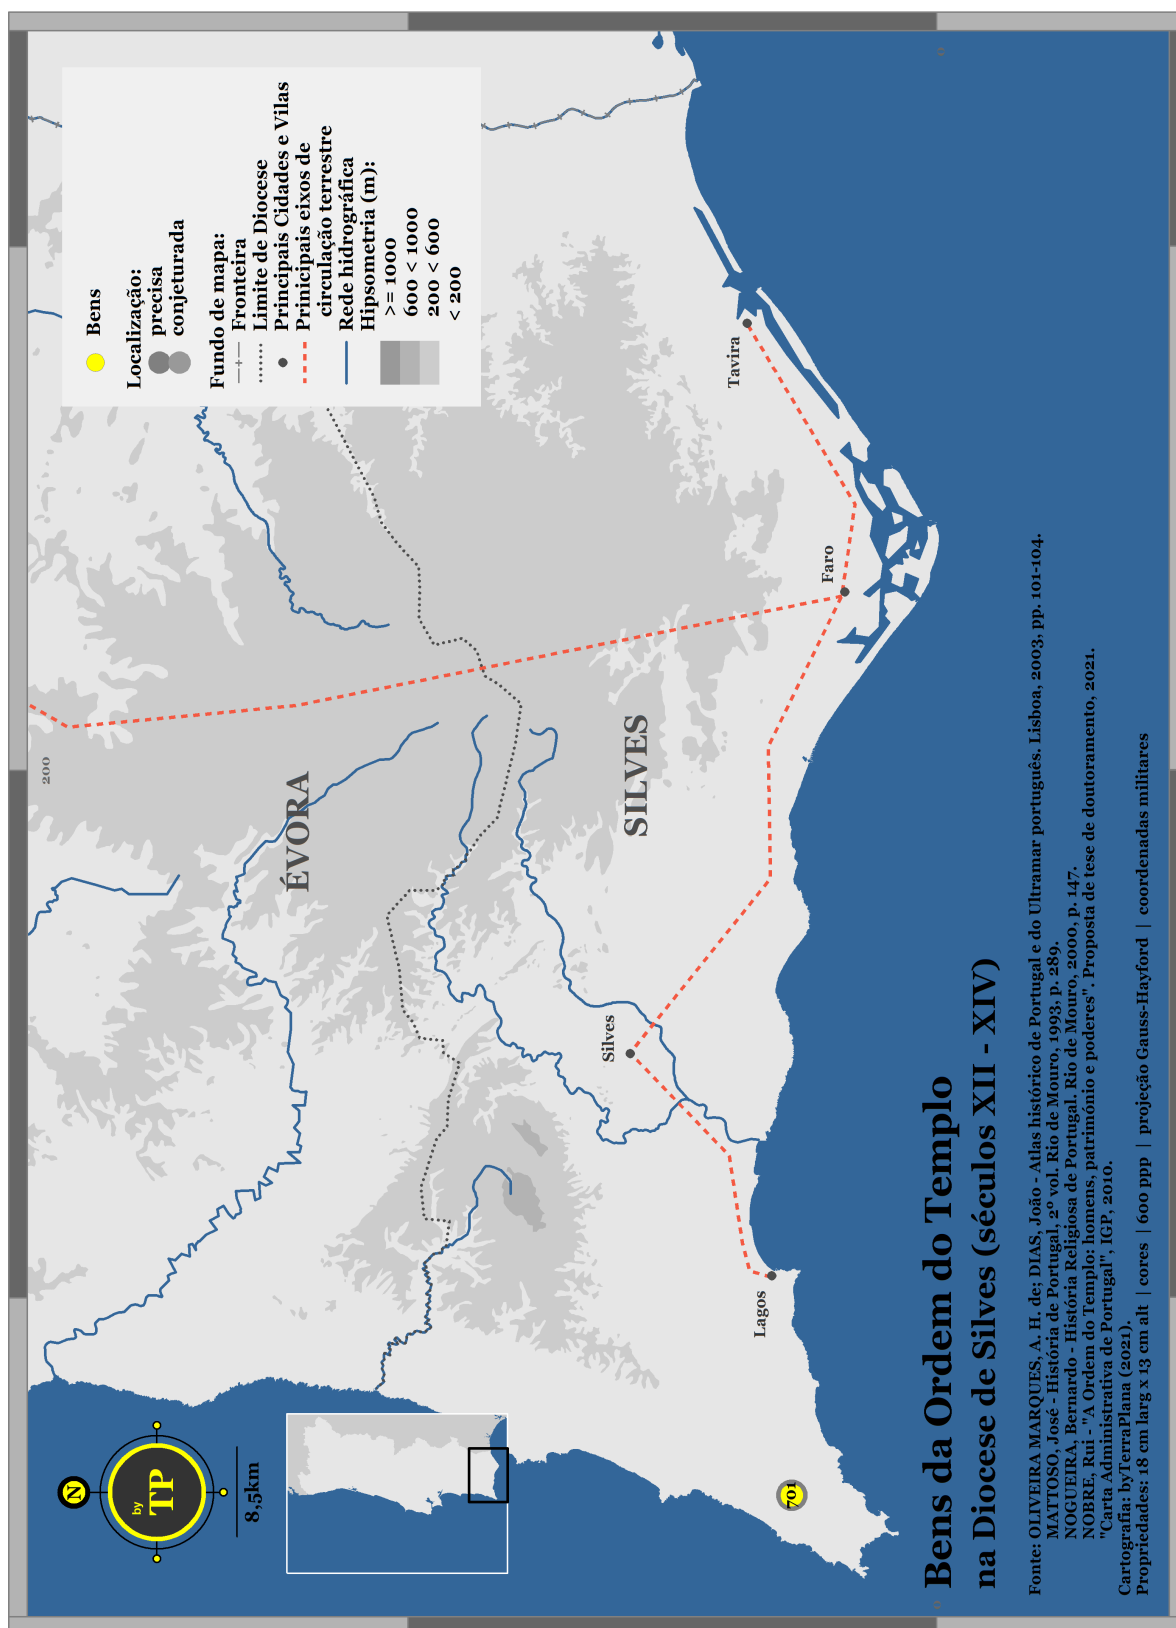 Bens
Localização:
precisa
conjeturada
Fundo de mapa:
Fronteira
Limite de Diocese
Principais Cidades e Vilas
Prinicipais eixos de
circulação terrestre
Rede hidrográfica
Hipsometria (m):
>= 1000
600 < 1000
200 < 600
< 200
200
ÉVORA
SILVES
Silves
Lagos
Faro
Tavira
701
N
by
TP
8,5km
Bens da Ordem do Templo
na Diocese de Silves (séculos XII - XIV)
Fonte: OLIVEIRA MARQUES, A. H. de; DIAS, João - Atlas histórico de Portugal e do Ultramar português. Lisboa, 2003, pp. 101-104.
MATTOSO, José - História de Portugal, 2º vol. Rio de Mouro, 1993, p. 289.
NOGUEIRA, Bernardo - História Religiosa de Portugal. Rio de Mouro, 2000, p. 147.
NOBRE, Rui - "A Ordem do Templo: homens, património e poderes". Proposta de tese de doutoramento, 2021.
"Carta Administrativa de Portugal", IGP, 2010.
Cartografia: byTerraPlana (2021).
Propriedades: 18 cm larg x 13 cm alt | cores | 600 ppp | projeção Gauss-Hayford | coordenadas militares